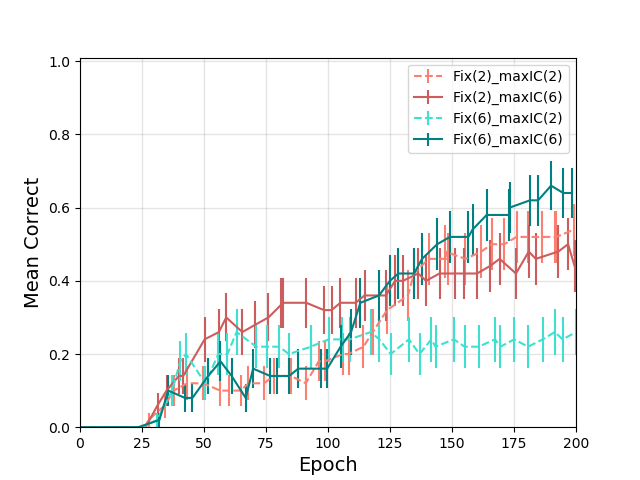 1.0
0.8
0.6
0.4
0.2
0.0
Mean Correct
Fix(2)_maxIC(2)
Fix(2)_maxIC(6)
Fix(6)_maxIC(2)
Fix(6)_maxIC(6)
0 25 50 75 100 125 150 175 200
Epoch